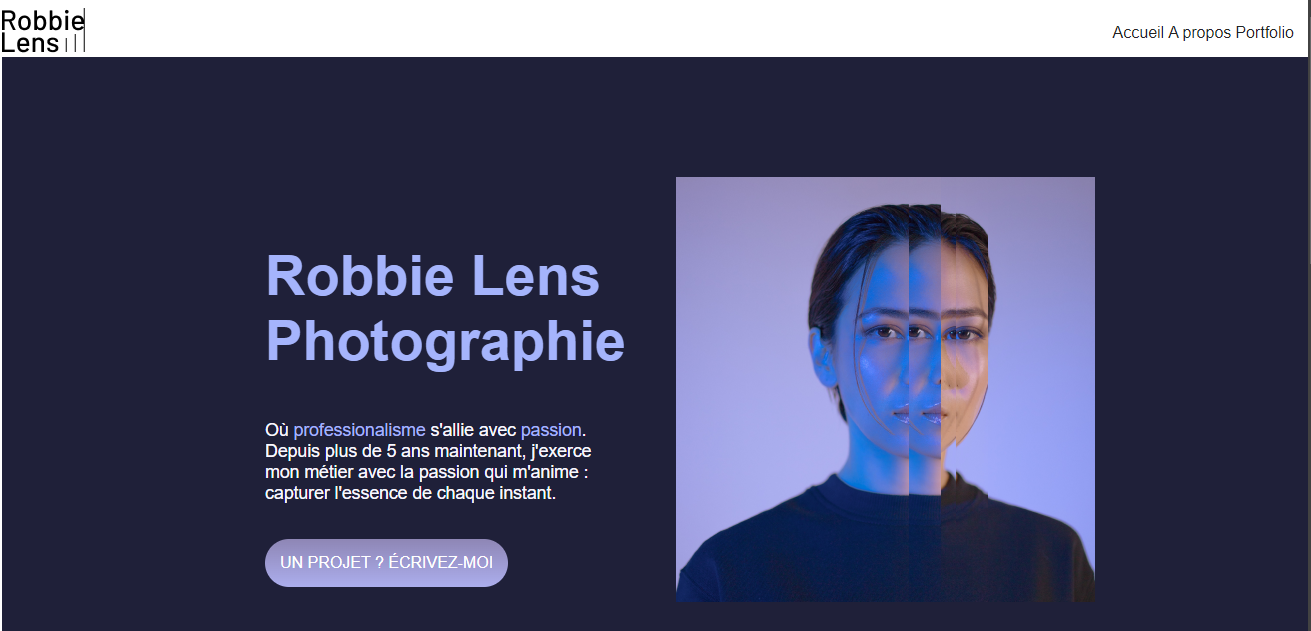 Robbie
Lens
Accueil A propos Portfolio
Robbie Lens
Photographie
Où professionalisme s'allie avec passion.
Depuis plus de 5 ans maintenant, j'exerce
mon métier avec la passion qui m'anime :
capturer l'essence de chaque instant.
UN PROJET ? ÉCRIVEZ-MOI